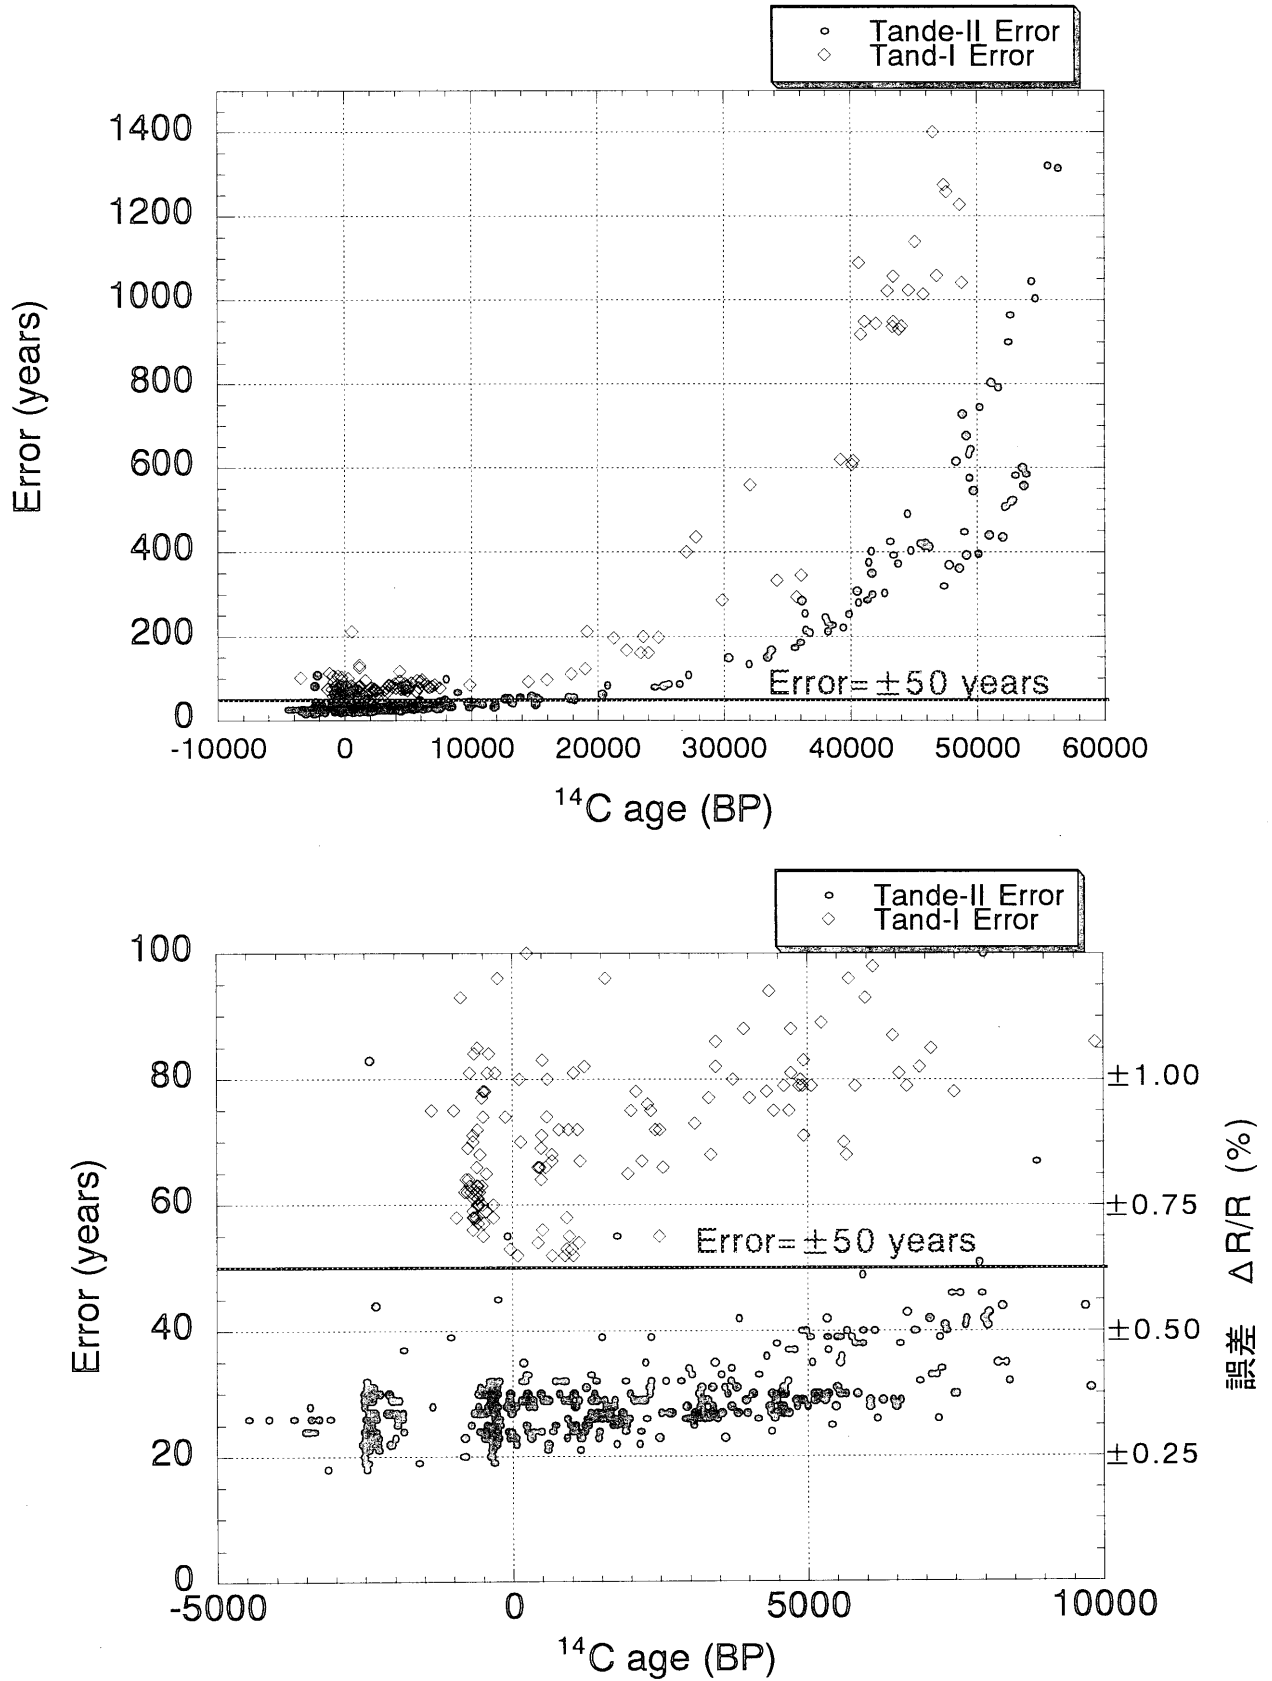 Tande-II Error
Tand-I Error
1400
1200
1000
800
600
400
200
0
Error (years)
Error=±50 years
-10000 0 10000 20000 30000 40000 50000 60000
14C age (BP)
Tande-II Error
Tand-I Error
100
80
60
40
20
0
Error (years)
Error=±50 years
±1.00
±0.75
±0.50
±0.25
誤差 ΔR/R (%)
-5000 0 5000 10000
14C age (BP)